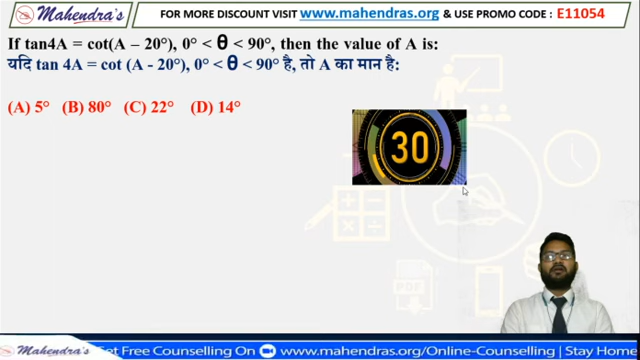 Mahendra's
FOR MORE DISCOUNT VISIT www.mahendras.org & USE PROMO CODE : E11054
If tan4A = cot(A – 20°), 0° < θ < 90°, then the value of A is:
यदि tan 4A = cot (A - 20°), 0° < θ < 90° है, तो A का मान है:
(A) 5° (B) 80° (C) 22° (D) 14°
30
PDF
Mahendra's Get Free Counselling On www.mahendras.org/Online-Counselling | Stay Home